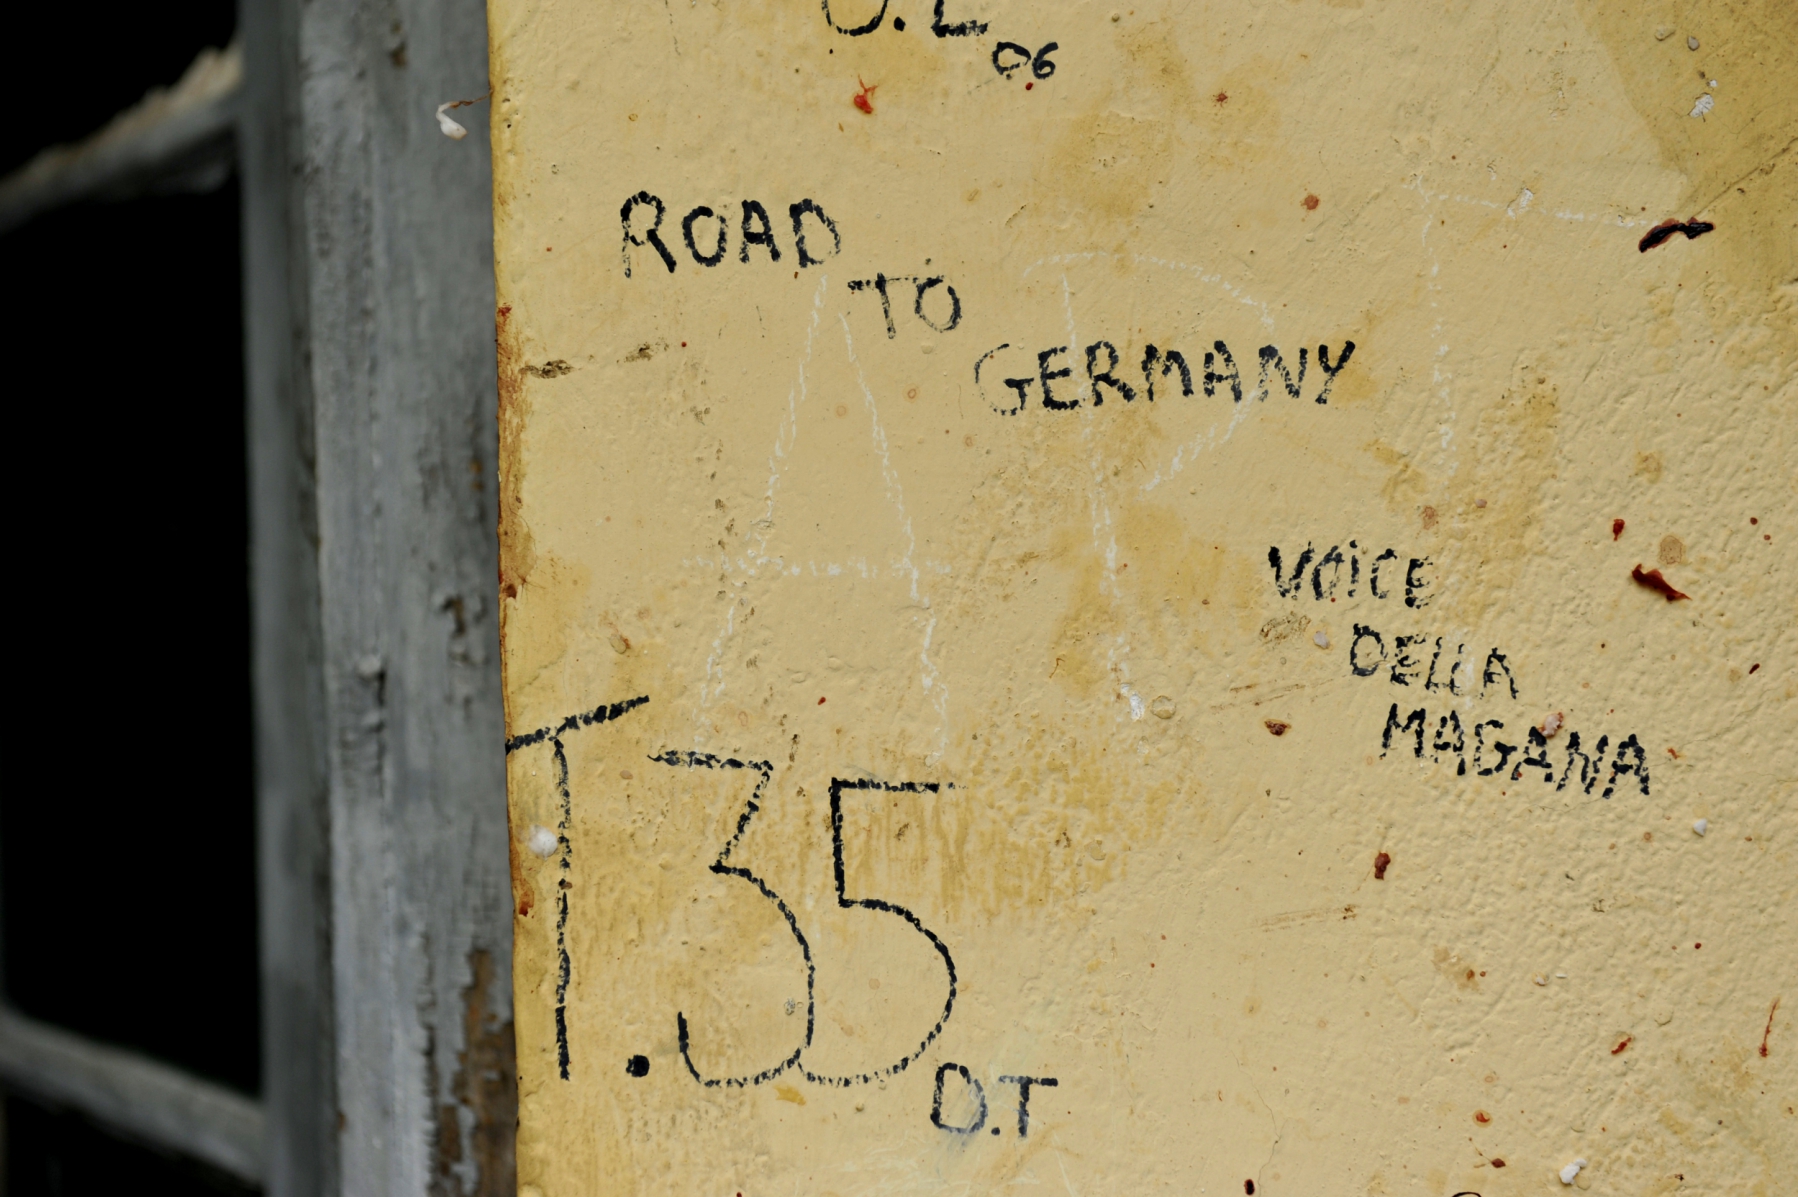 06
ROAD
TO
GERMANY
VOiCE
DELLA
MAGANA
T.35
D.T